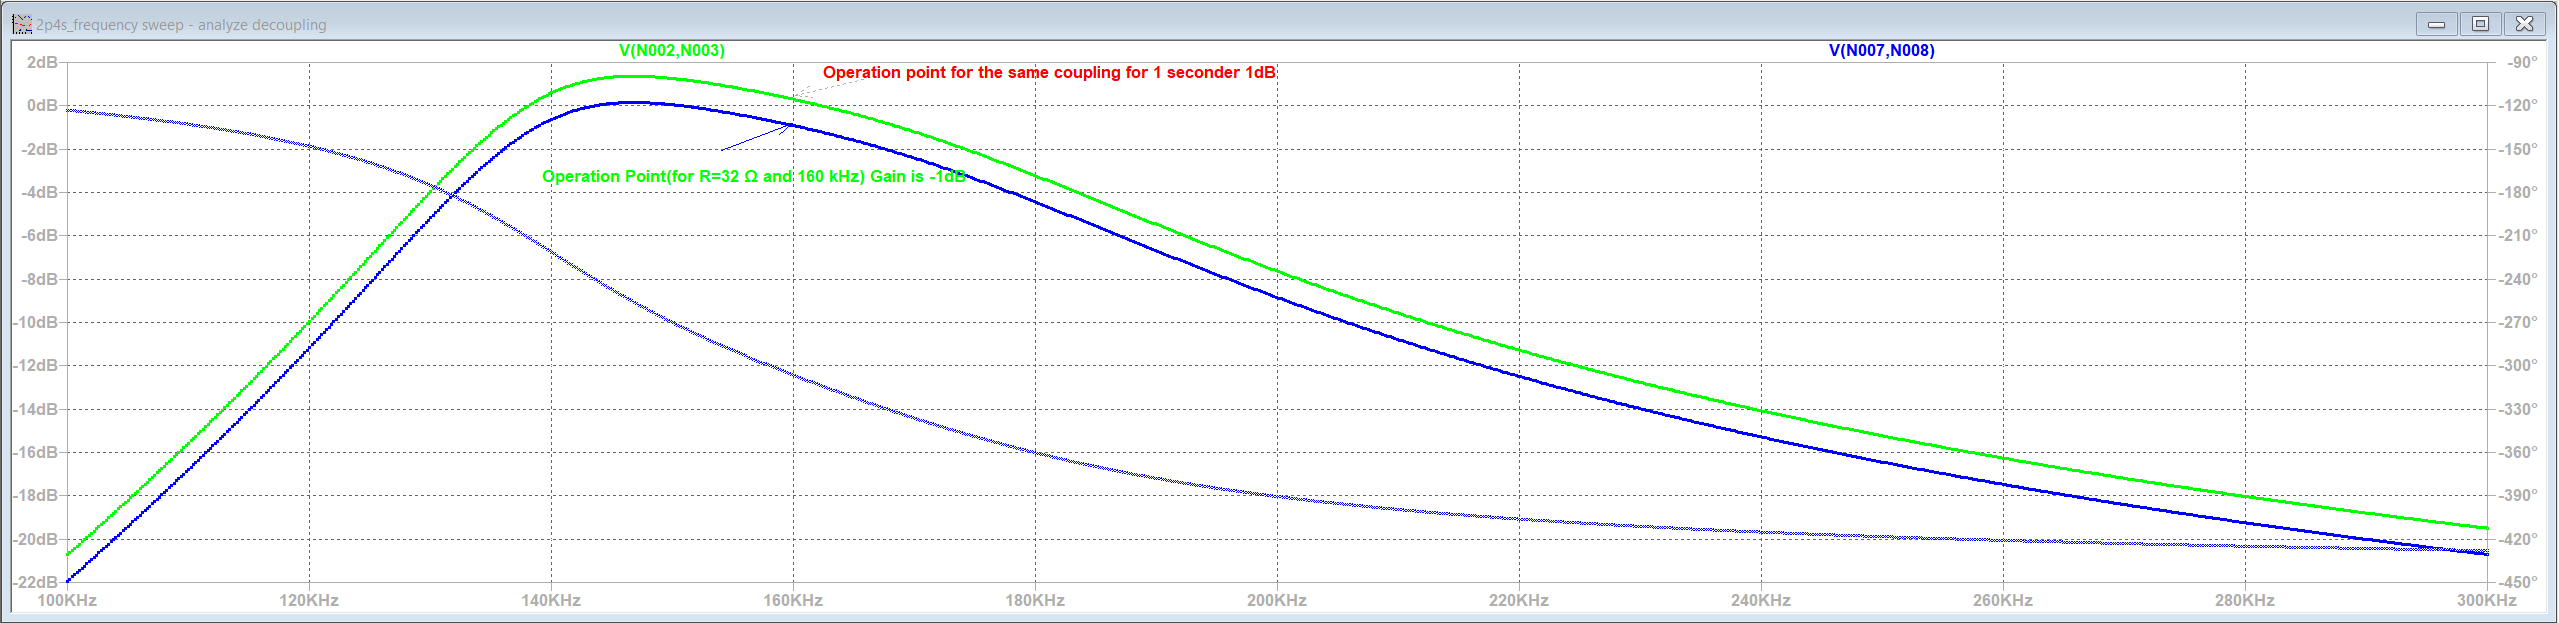 2p4s_frequency sweep - analyze decoupling
V(N002,N003)
V(N007,N008)
2dB
-90°
Operation point for the same coupling for 1 seconder 1dB
0dB
-120°
-2dB
-150°
Operation Point(for R=32 Ω and 160 kHz) Gain is -1dB
-4dB
-180°
-6dB
-210°
-8dB
-240°
-10dB
-270°
-12dB
-300°
-14dB
-330°
-16dB
-360°
-18dB
-390°
-20dB
-420°
-22dB
-450°
100KHz
120KHz
140KHz
160KHz
180KHz
200KHz
220KHz
240KHz
260KHz
280KHz
300KHz